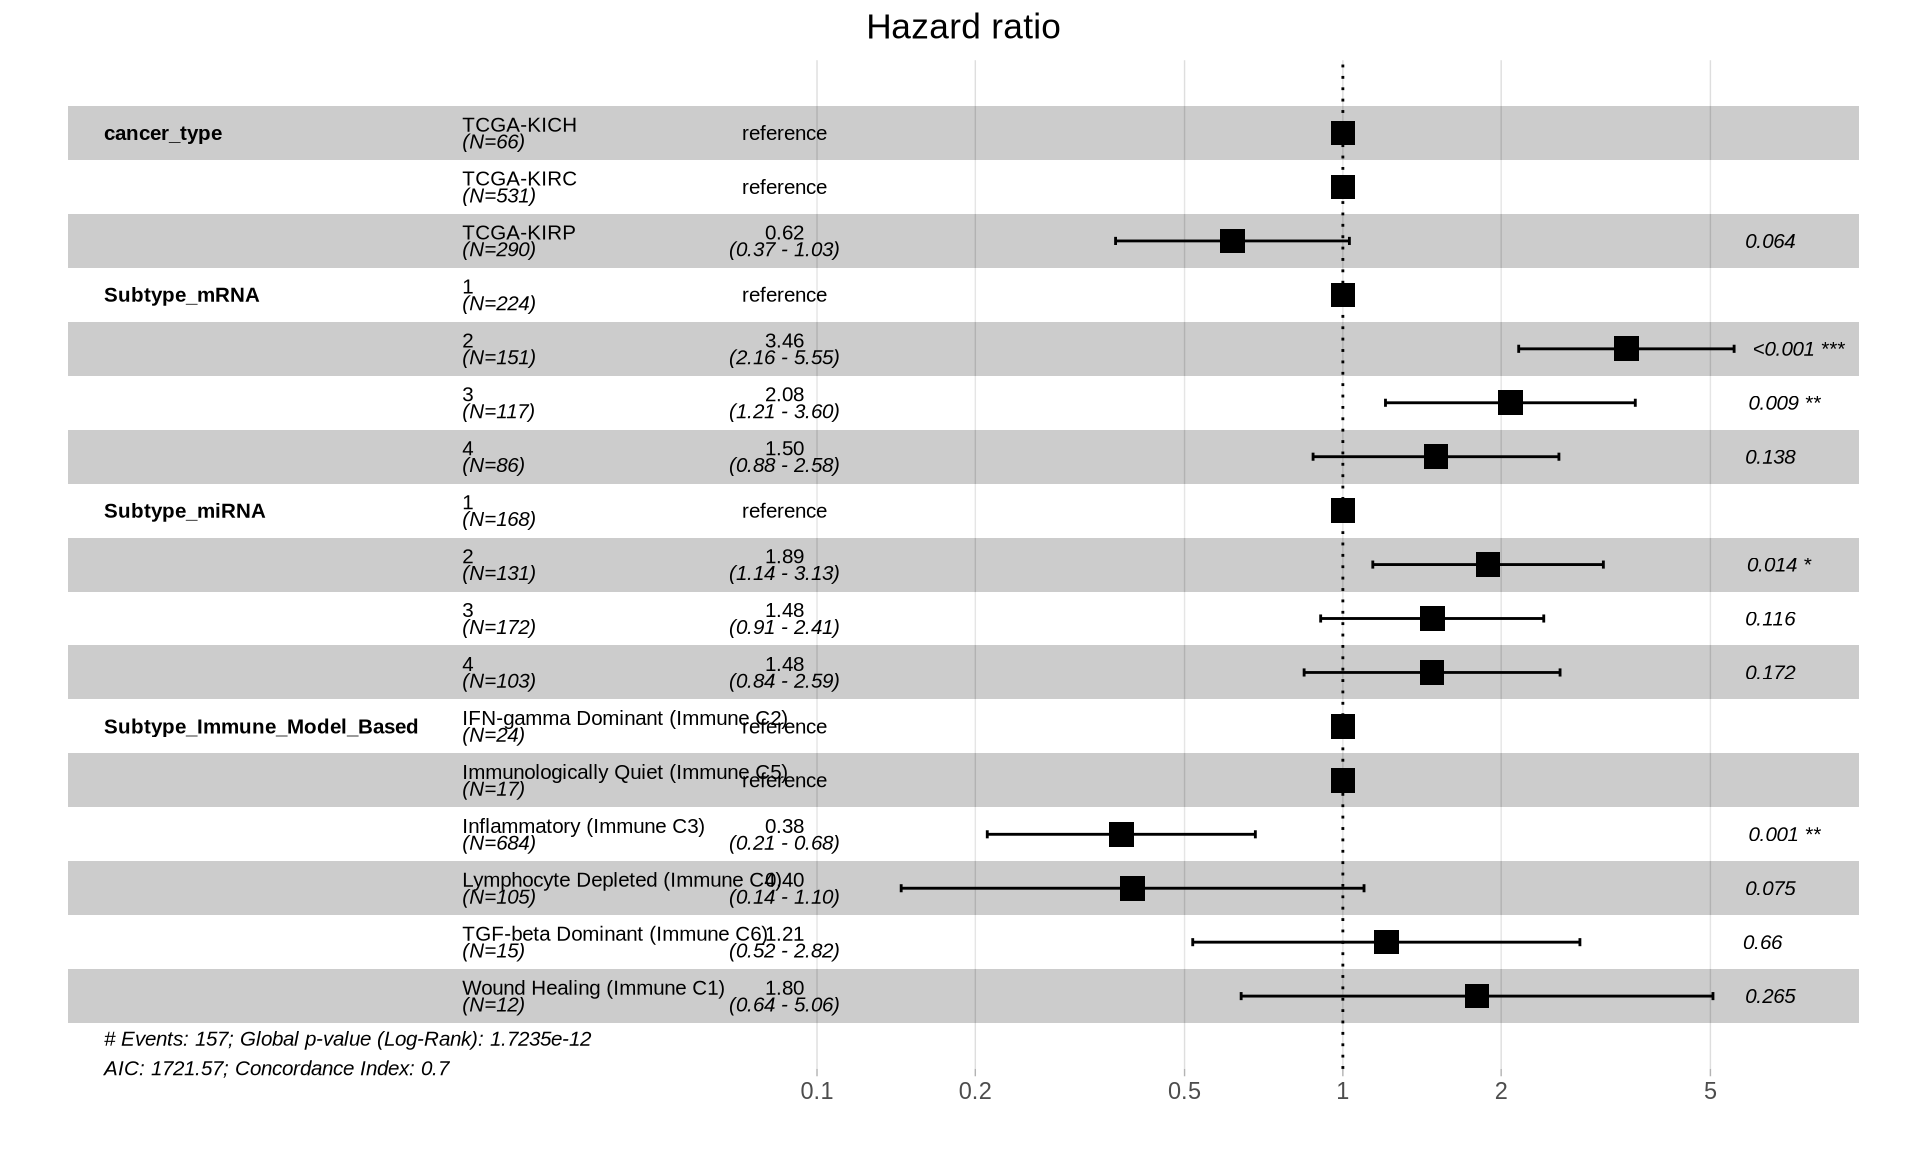 Hazard ratio
cancer_type TCGA-KICH reference
(N=66)
TCGA-KIRC reference
(N=531)
TCGA-KIRP 0.62 0.064
(N=290) (0.37 - 1.03)
Subtype_mRNA 1 reference
(N=224)
2 3.46 <0.001 ***
(N=151) (2.16 - 5.55)
3 2.08 0.009 **
(N=117) (1.21 - 3.60)
4 1.50 0.138
(N=86) (0.88 - 2.58)
Subtype_miRNA 1 reference
(N=168)
2 1.89 0.014 *
(N=131) (1.14 - 3.13)
3 1.48 0.116
(N=172) (0.91 - 2.41)
4 1.48 0.172
(N=103) (0.84 - 2.59)
Subtype_Immune_Model_Based IFN-gamma Dominant (Immune C2) reference
(N=24)
Immunologically Quiet (Immune C5) reference
(N=17)
Inflammatory (Immune C3) 0.38 0.001 **
(N=684) (0.21 - 0.68)
Lymphocyte Depleted (Immune C4) 0.40 0.075
(N=105) (0.14 - 1.10)
TGF-beta Dominant (Immune C6) 1.21 0.66
(N=15) (0.52 - 2.82)
Wound Healing (Immune C1) 1.80 0.265
(N=12) (0.64 - 5.06)
# Events: 157; Global p-value (Log-Rank): 1.7235e-12
AIC: 1721.57; Concordance Index: 0.7
0.1 0.2 0.5 1 2 5